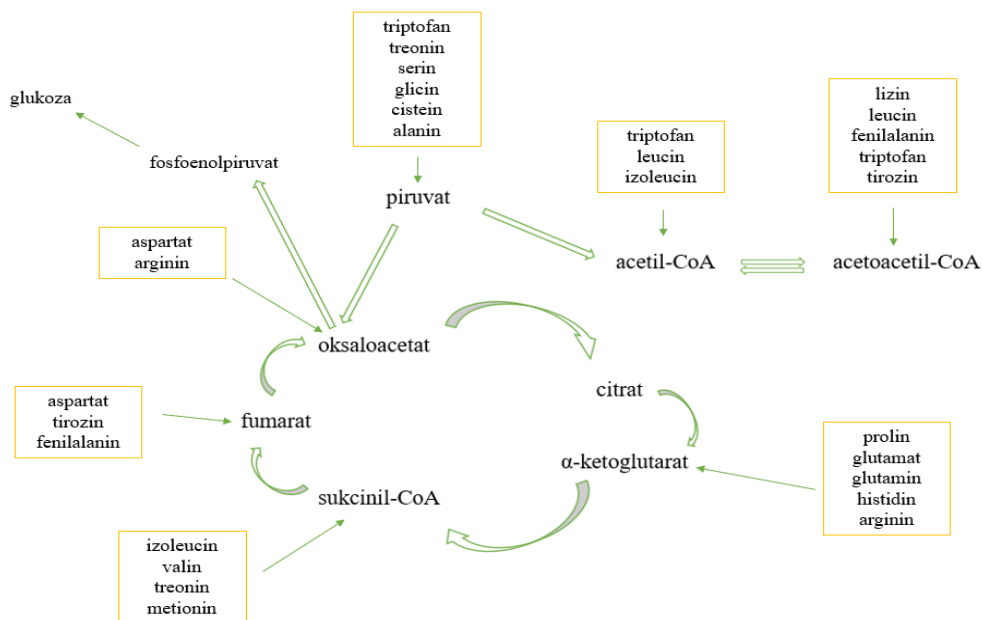 triptofan
treonin
serin
glicin
cistein
alanin
glukoza
fosfoenolpiruvat
piruvat
triptofan
leucin
izoleucin
lizin
leucin
fenilalanin
triptofan
tirozin
aspartat
arginin
acetil-CoA
acetoacetil-CoA
oksaloacetat
citrat
aspartat
tirozin
fenilalanin
fumarat
α-ketoglutarat
prolin
glutamat
glutamin
histidin
arginin
sukcinil-CoA
izoleucin
valin
treonin
metionin